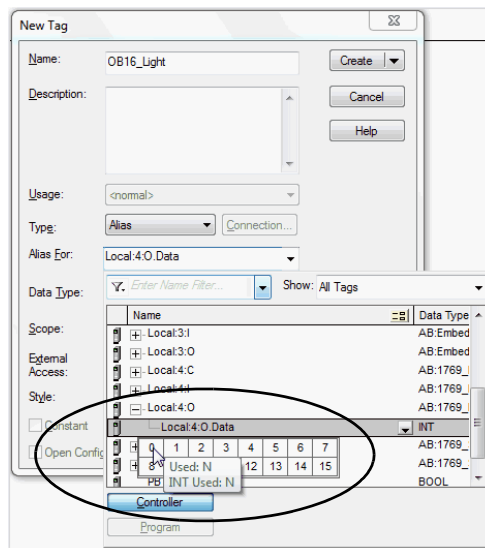 New Tag
Name: OB16_Light Create
Description: Cancel
Help
Usage: <normal>
Type: Alias Connection...
Alias For: Local:4:O.Data
Data Type: Enter Name Filter... Show: All Tags
Name Data Type
Scope: Local:3:I AB:Embed
Local:3:O AB:Embed
External Access: Local:4:C AB:1769_
Local:4:I AB:1769_
Style: Local:4:O AB:1769_
Constant Local:4:O.Data INT
Open Config 0 1 2 3 4 5 6 7 AB:1769_
8 Used: N 12 13 14 15 AB:1769_
INT Used: N
PB BOOL
Controller
Program